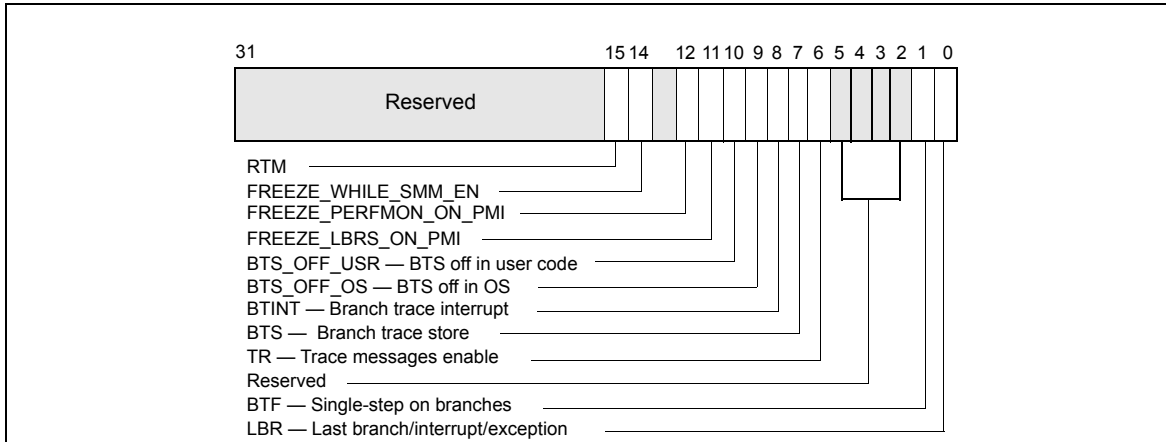 31 15 14 12 11 10 9 8 7 6 5 4 3 2 1 0
Reserved
RTM
FREEZE_WHILE_SMM_EN
FREEZE_PERFMON_ON_PMI
FREEZE_LBRS_ON_PMI
BTS_OFF_USR — BTS off in user code
BTS_OFF_OS — BTS off in OS
BTINT — Branch trace interrupt
BTS — Branch trace store
TR — Trace messages enable
Reserved
BTF — Single-step on branches
LBR — Last branch/interrupt/exception